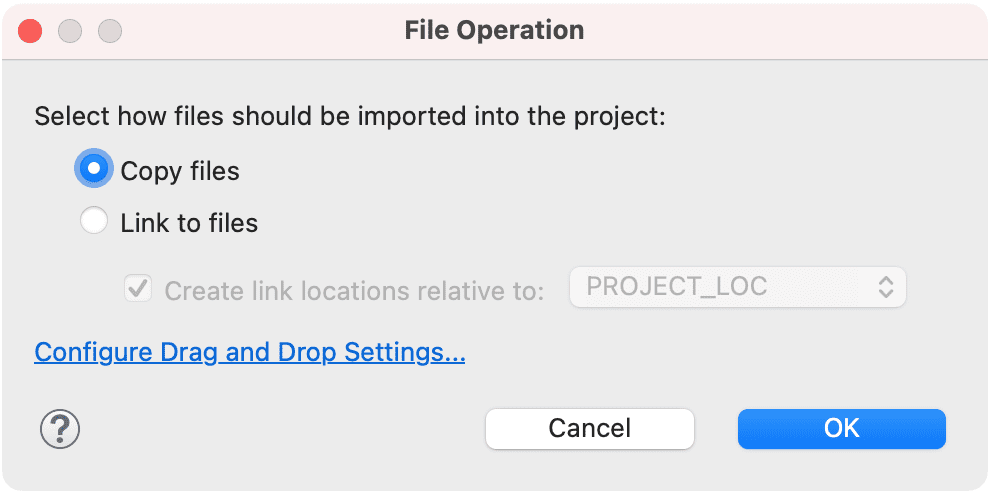 File Operation
Select how files should be imported into the project:
Copy files
Link to files
Create link locations relative to: PROJECT_LOC
Configure Drag and Drop Settings...
? Cancel OK